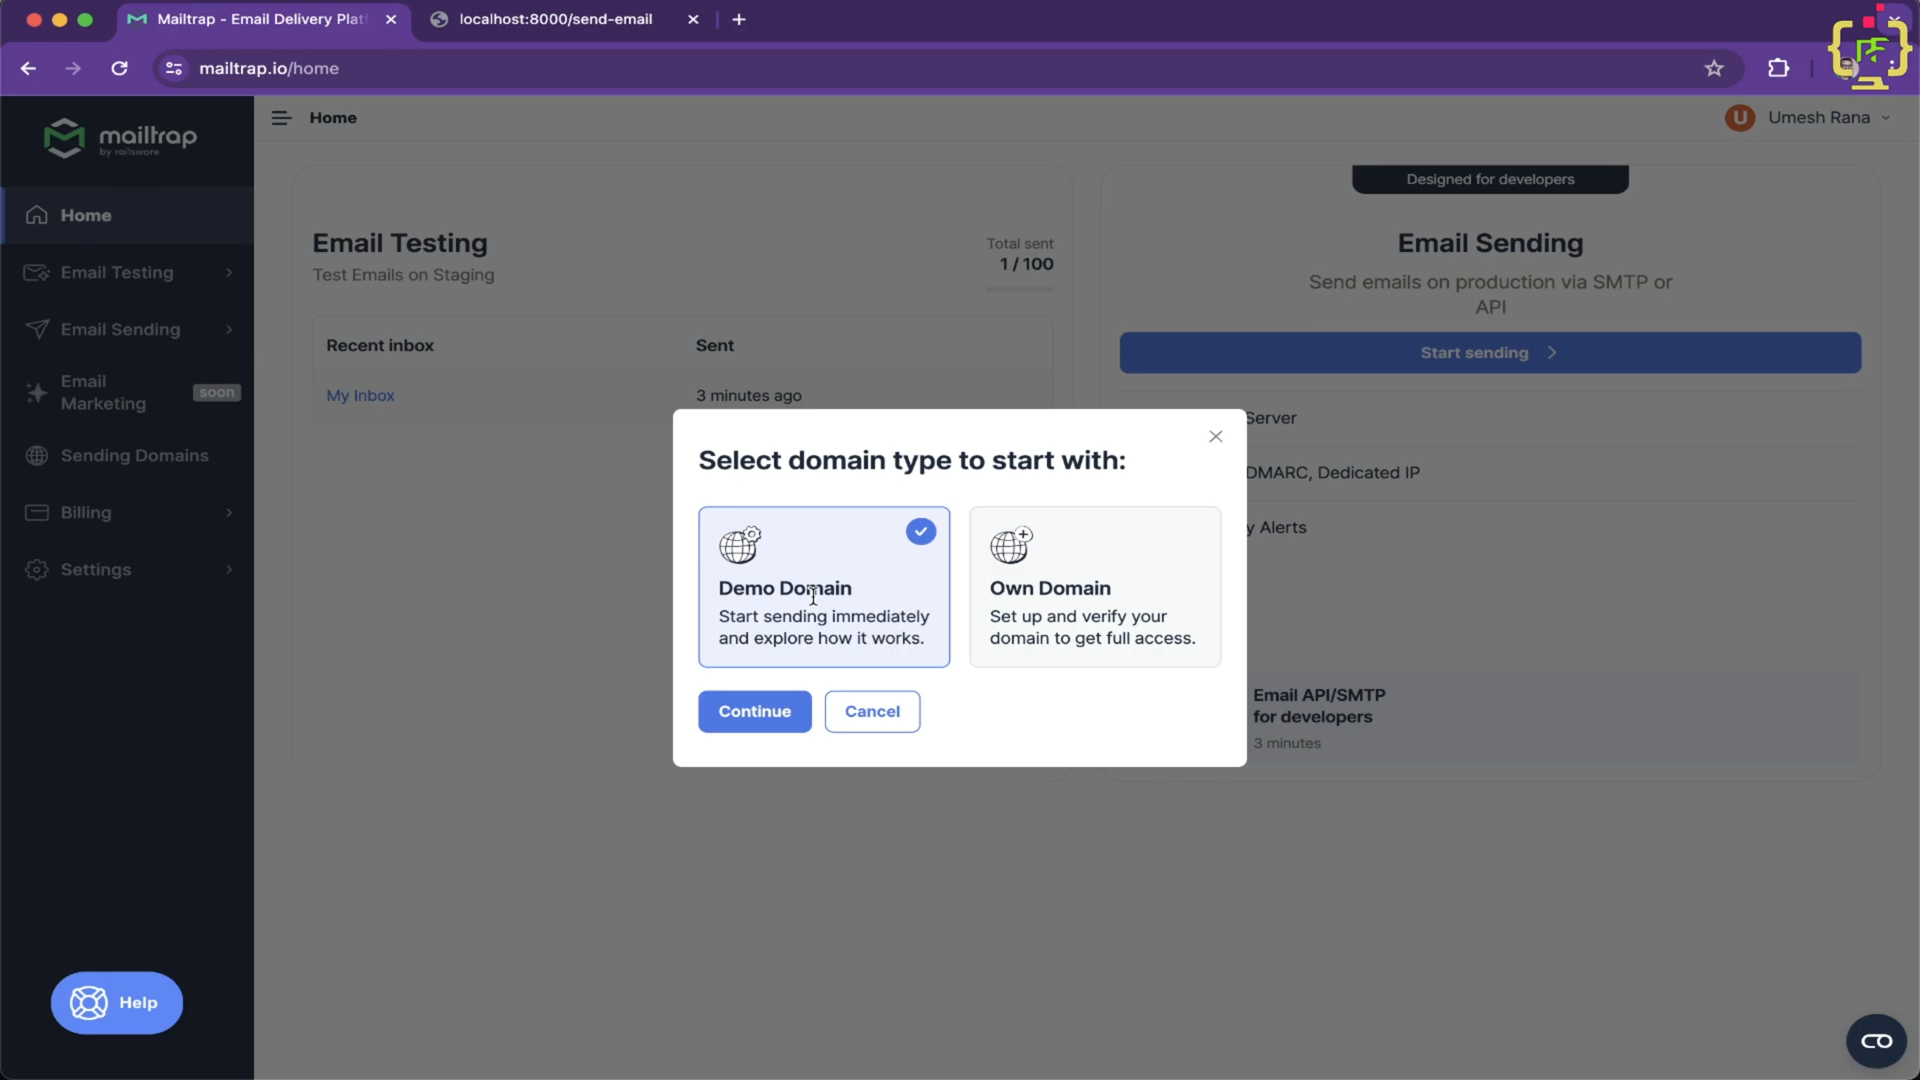 Mailtrap - Email Delivery Plat
localhost:8000/send-email
mailtrap.io/home
mailtrap
by railsware
Home
Umesh Rana
U
Home
Email Testing
Email Sending
Email
Marketing
soon
Sending Domains
Billing
Settings
Help
Email Testing
Test Emails on Staging
Total sent
1 / 100
Recent inbox
Sent
My Inbox
3 minutes ago
Designed for developers
Email Sending
Send emails on production via SMTP or
API
Start sending
Server
DMARC, Dedicated IP
y Alerts
Email API/SMTP
for developers
3 minutes
Select domain type to start with:
Demo Domain
Start sending immediately
and explore how it works.
Own Domain
Set up and verify your
domain to get full access.
Continue
Cancel